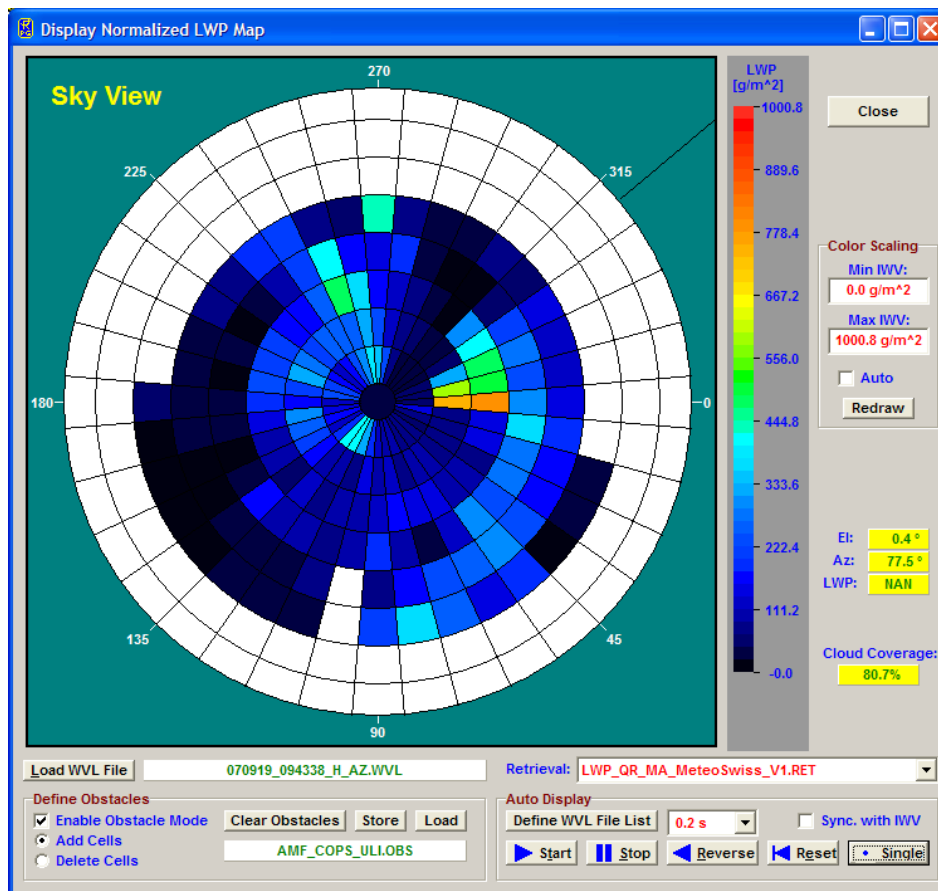 Display Normalized LWP Map
Sky View
270
225
315
180
0
135
45
90
LWP
[g/m^2]
1000.8
889.6
778.4
667.2
556.0
444.8
333.6
222.4
111.2
-0.0
Close
Color Scaling
Min IWV:
0.0 g/m^2
Max IWV:
1000.8 g/m^2
Auto
Redraw
El: 0.4 °
Az: 77.5 °
LWP: NAN
Cloud Coverage:
80.7%
Load WVL File 070919_094338_H_AZ.WVL Retrieval: LWP_QR_MA_MeteoSwiss_V1.RET
Define Obstacles
Enable Obstacle Mode Clear Obstacles Store Load
Add Cells
AMF_COPS_ULI.OBS
Delete Cells
Auto Display
Define WVL File List 0.2 s Sync. with IWV
Start Stop Reverse Reset Single